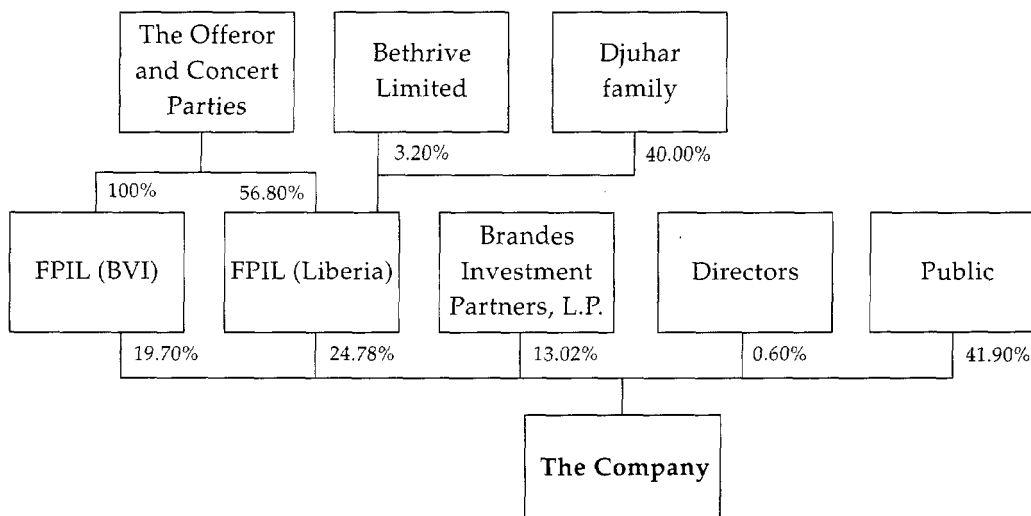 The Offeror
and Concert
Parties
Bethrive
Limited
Djuhar
family
3.20%
40.00%
100%
56.80%
FPIL (BVI)
FPIL (Liberia)
Brandes
Investment
Partners, L.P.
Directors
Public
19.70%
24.78%
13.02%
0.60%
41.90%
The Company